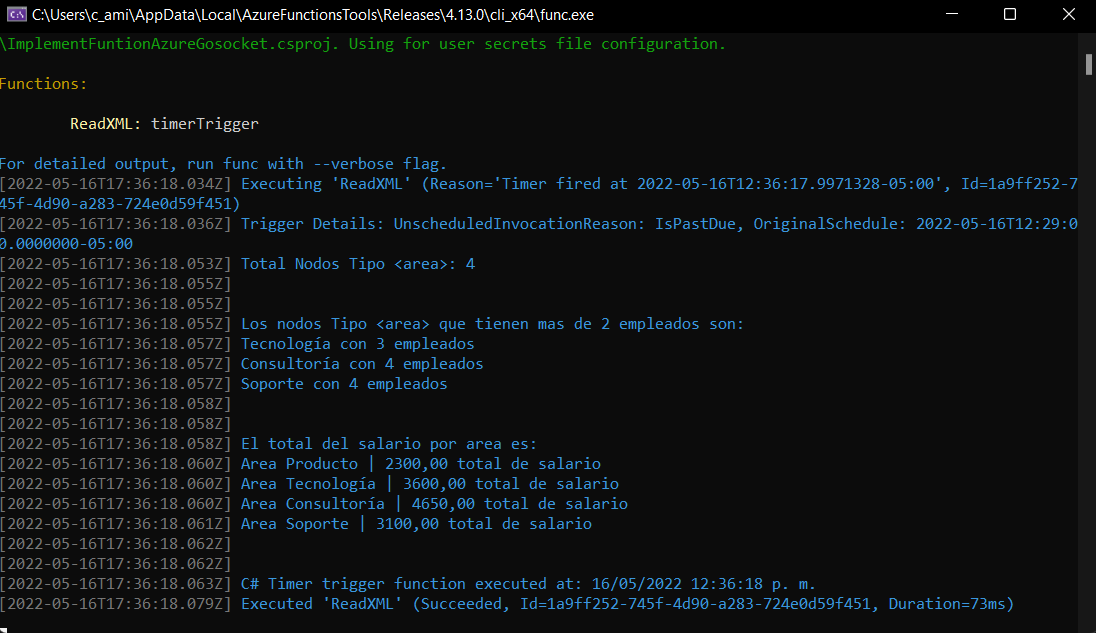 C:\Users\c_ami\AppData\Local\AzureFunctionsTools\Releases\4.13.0\cli_x64\func.exe
\ImplementFuntionAzureGosocket.csproj. Using for user secrets file configuration.
Functions:
ReadXML: timerTrigger
For detailed output, run func with --verbose flag.
[2022-05-16T17:36:18.034Z] Executing 'ReadXML' (Reason='Timer fired at 2022-05-16T12:36:17.9971328-05:00', Id=1a9ff252-7
45f-4d90-a283-724e0d59f451)
[2022-05-16T17:36:18.036Z] Trigger Details: UnscheduledInvocationReason: IsPastDue, OriginalSchedule: 2022-05-16T12:29:0
0.0000000-05:00
[2022-05-16T17:36:18.053Z] Total Nodos Tipo <area>: 4
[2022-05-16T17:36:18.055Z]
[2022-05-16T17:36:18.055Z]
[2022-05-16T17:36:18.055Z] Los nodos Tipo <area> que tienen mas de 2 empleados son:
[2022-05-16T17:36:18.057Z] Tecnología con 3 empleados
[2022-05-16T17:36:18.057Z] Consultoría con 4 empleados
[2022-05-16T17:36:18.057Z] Soporte con 4 empleados
[2022-05-16T17:36:18.058Z]
[2022-05-16T17:36:18.058Z]
[2022-05-16T17:36:18.058Z] El total del salario por area es:
[2022-05-16T17:36:18.060Z] Area Producto | 2300,00 total de salario
[2022-05-16T17:36:18.060Z] Area Tecnología | 3600,00 total de salario
[2022-05-16T17:36:18.060Z] Area Consultoría | 4650,00 total de salario
[2022-05-16T17:36:18.061Z] Area Soporte | 3100,00 total de salario
[2022-05-16T17:36:18.062Z]
[2022-05-16T17:36:18.062Z]
[2022-05-16T17:36:18.063Z] C# Timer trigger function executed at: 16/05/2022 12:36:18 p. m.
[2022-05-16T17:36:18.079Z] Executed 'ReadXML' (Succeeded, Id=1a9ff252-745f-4d90-a283-724e0d59f451, Duration=73ms)